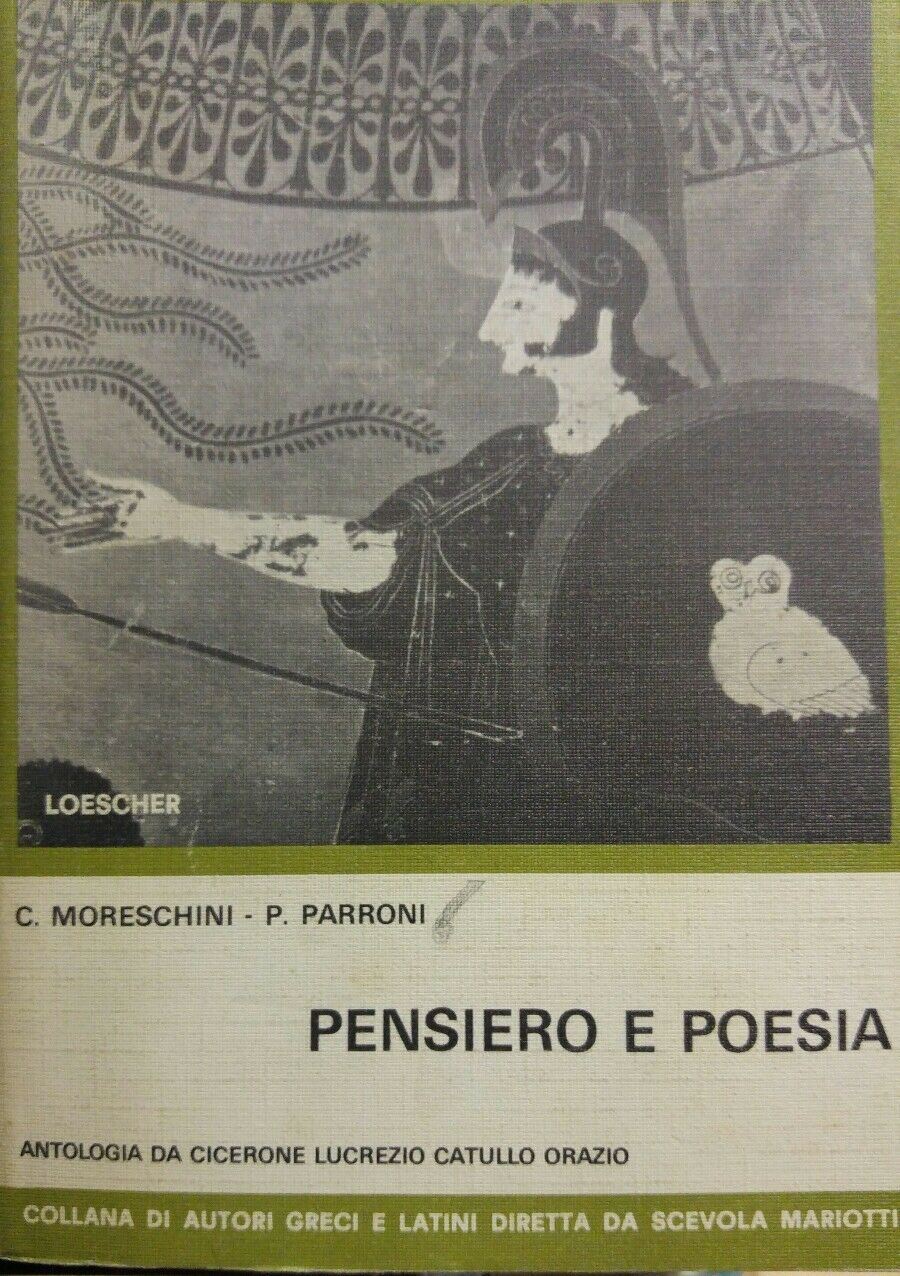 LOESCHER
C. MORESCHINI - P. PARRONI
PENSIERO E POESIA
ANTOLOGIA DA CICERONE LUCREZIO CATULLO ORAZIO
COLLANA DI AUTORI GRECI E LATINI DIRETTA DA SCEVOLA MARIOTTI